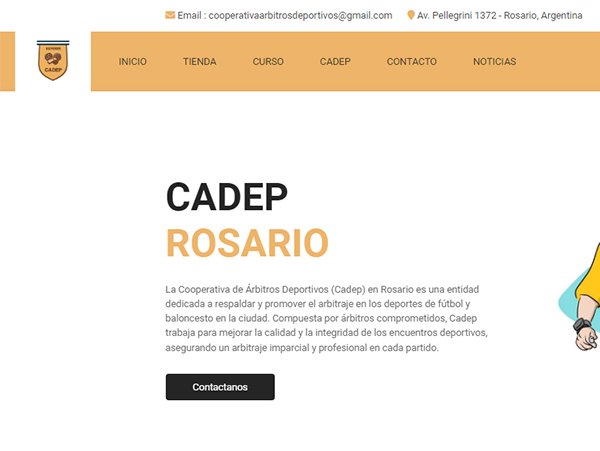 Email : cooperativaarbitrosdeportivos@gmail.com Av. Pellegrini 1372 - Rosario, Argentina
CADEP
INICIO TIENDA CURSO CADEP CONTACTO NOTICIAS
CADEP
ROSARIO
La Cooperativa de Árbitros Deportivos (Cadep) en Rosario es una entidad
dedicada a respaldar y promover el arbitraje en los deportes de fútbol y
baloncesto en la ciudad. Compuesta por árbitros comprometidos, Cadep
trabaja para mejorar la calidad y la integridad de los encuentros deportivos,
asegurando un arbitraje imparcial y profesional en cada partido.
Contactanos